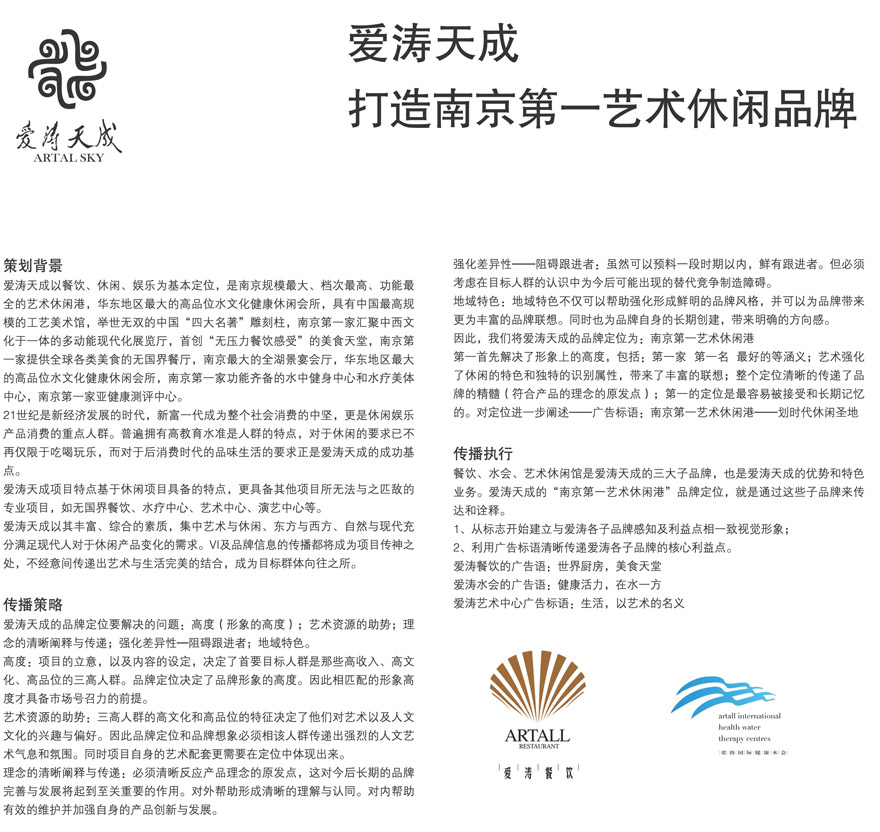 爱涛天成
ARTAL SKY
爱涛天成
打造南京第一艺术休闲品牌
策划背景
爱涛天成以餐饮、休闲、娱乐为基本定位，是南京规模最大、档次最高、功能最
全的艺术休闲港，华东地区最大的高品位水文化健康休闲会所，具有中国最高规
模的工艺美术馆，举世无双的中国“四大名著”雕刻柱，南京第一家汇聚中西文
化于一体的多动能现代化展览厅，首创“无压力餐饮感受”的美食天堂，南京第
一家提供全球各类美食的无国界餐厅，南京最大的全湖景宴会厅，华东地区最大
的高品位水文化健康休闲会所，南京第一家功能齐备的水中健身中心和水疗美体
中心，南京第一家亚健康测评中心。
21世纪是新经济发展的时代，新富一代成为整个社会消费的中坚，更是休闲娱乐
产品消费的重点人群。普遍拥有高教育水准是人群的特点，对于休闲的要求已不
再仅限于吃喝玩乐，而对于后消费时代的品味生活的要求正是爱涛天成的成功基
点。
爱涛天成项目特点基于休闲项目具备的特点，更具备其他项目所无法与之匹敌的
专业项目，如无国界餐饮、水疗中心、艺术中心、演艺中心等。
爱涛天成以其丰富、综合的素质，集中艺术与休闲、东方与西方、自然与现代充
分满足现代人对于休闲产品变化的需求。VI及品牌信息的传播都将成为项目传神之
处，不经意间传递出艺术与生活完美的结合，成为目标群体向往之所。
传播策略
爱涛天成的品牌定位要解决的问题：高度（形象的高度）；艺术资源的助势；理
念的清晰阐释与传递；强化差异性—阻碍跟进者；地域特色。
高度：项目的立意，以及内容的设定，决定了首要目标人群是那些高收入、高文
化、高品位的三高人群。品牌定位决定了品牌形象的高度。因此相匹配的形象高
度才具备市场号召力的前提。
艺术资源的助势：三高人群的高文化和高品位的特征决定了他们对艺术以及人文
文化的兴趣与偏好。因此品牌定位和品牌想象必须相该人群传递出强烈的人文艺
术气息和氛围。同时项目自身的艺术配套更需要在定位中体现出来。
理念的清晰阐释与传递：必须清晰反应产品理念的原发点，这对今后长期的品牌
完善与发展将起到至关重要的作用。对外帮助形成清晰的理解与认同。对内帮助
有效的维护并加强自身的产品创新与发展。
强化差异性——阻碍跟进者：虽然可以预料一段时期以内，鲜有跟进者。但必须
考虑在目标人群的认识中为今后可能出现的替代竞争制造障碍。
地域特色：地域特色不仅可以帮助强化形成鲜明的品牌风格，并可以为品牌带来
更为丰富的品牌联想。同时也为品牌自身的长期创建，带来明确的方向感。
因此，我们将爱涛天成的品牌定位为：南京第一艺术休闲港
第一首先解决了形象上的高度，包括：第一家 第一名 最好的等涵义；艺术强化
了休闲的特色和独特的识别属性，带来了丰富的联想；整个定位清晰的传递了品
牌的精髓（符合产品的理念的原发点）；第一的定位是最容易被接受和长期记忆
的。对定位进一步阐述——广告标语：南京第一艺术休闲港——划时代休闲圣地
传播执行
餐饮、水会、艺术休闲馆是爱涛天成的三大子品牌，也是爱涛天成的优势和特色
业务。爱涛天成的“南京第一艺术休闲港”品牌定位，就是通过这些子品牌来传
达和诠释。
1、从标志开始建立与爱涛各子品牌感知及利益点相一致视觉形象；
2、利用广告标语清晰传递爱涛各子品牌的核心利益点。
爱涛餐饮的广告语：世界厨房，美食天堂
爱涛水会的广告语：健康活力，在水一方
爱涛艺术中心广告标语：生活，以艺术的名义
ARTALL
RESTAURANT
爱涛餐饮
artall international
health water
therapy centres
爱涛国际健康水会